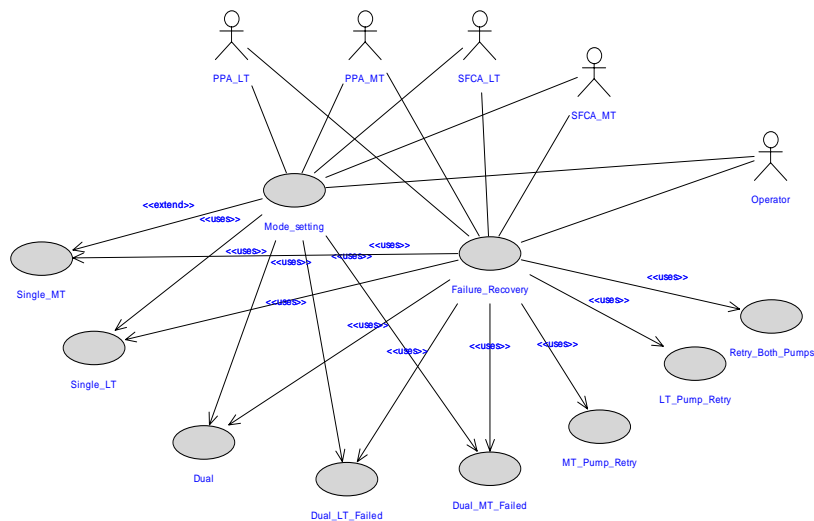 PPA_LT
PPA_MT
SFCA_LT
SFCA_MT
Operator
<<extend>>
<<uses>>
Mode_setting
<<uses>>
<<uses>>
<<uses>>
<<uses>>
<<uses>>
Single_MT
Failure_Recovery
<<uses>>
<<uses>>
<<uses>>
<<uses>>
<<uses>>
<<uses>>
<<uses>>
Retry_Both_Pumps
Single_LT
LT_Pump_Retry
MT_Pump_Retry
Dual
Dual_LT_Failed
Dual_MT_Failed